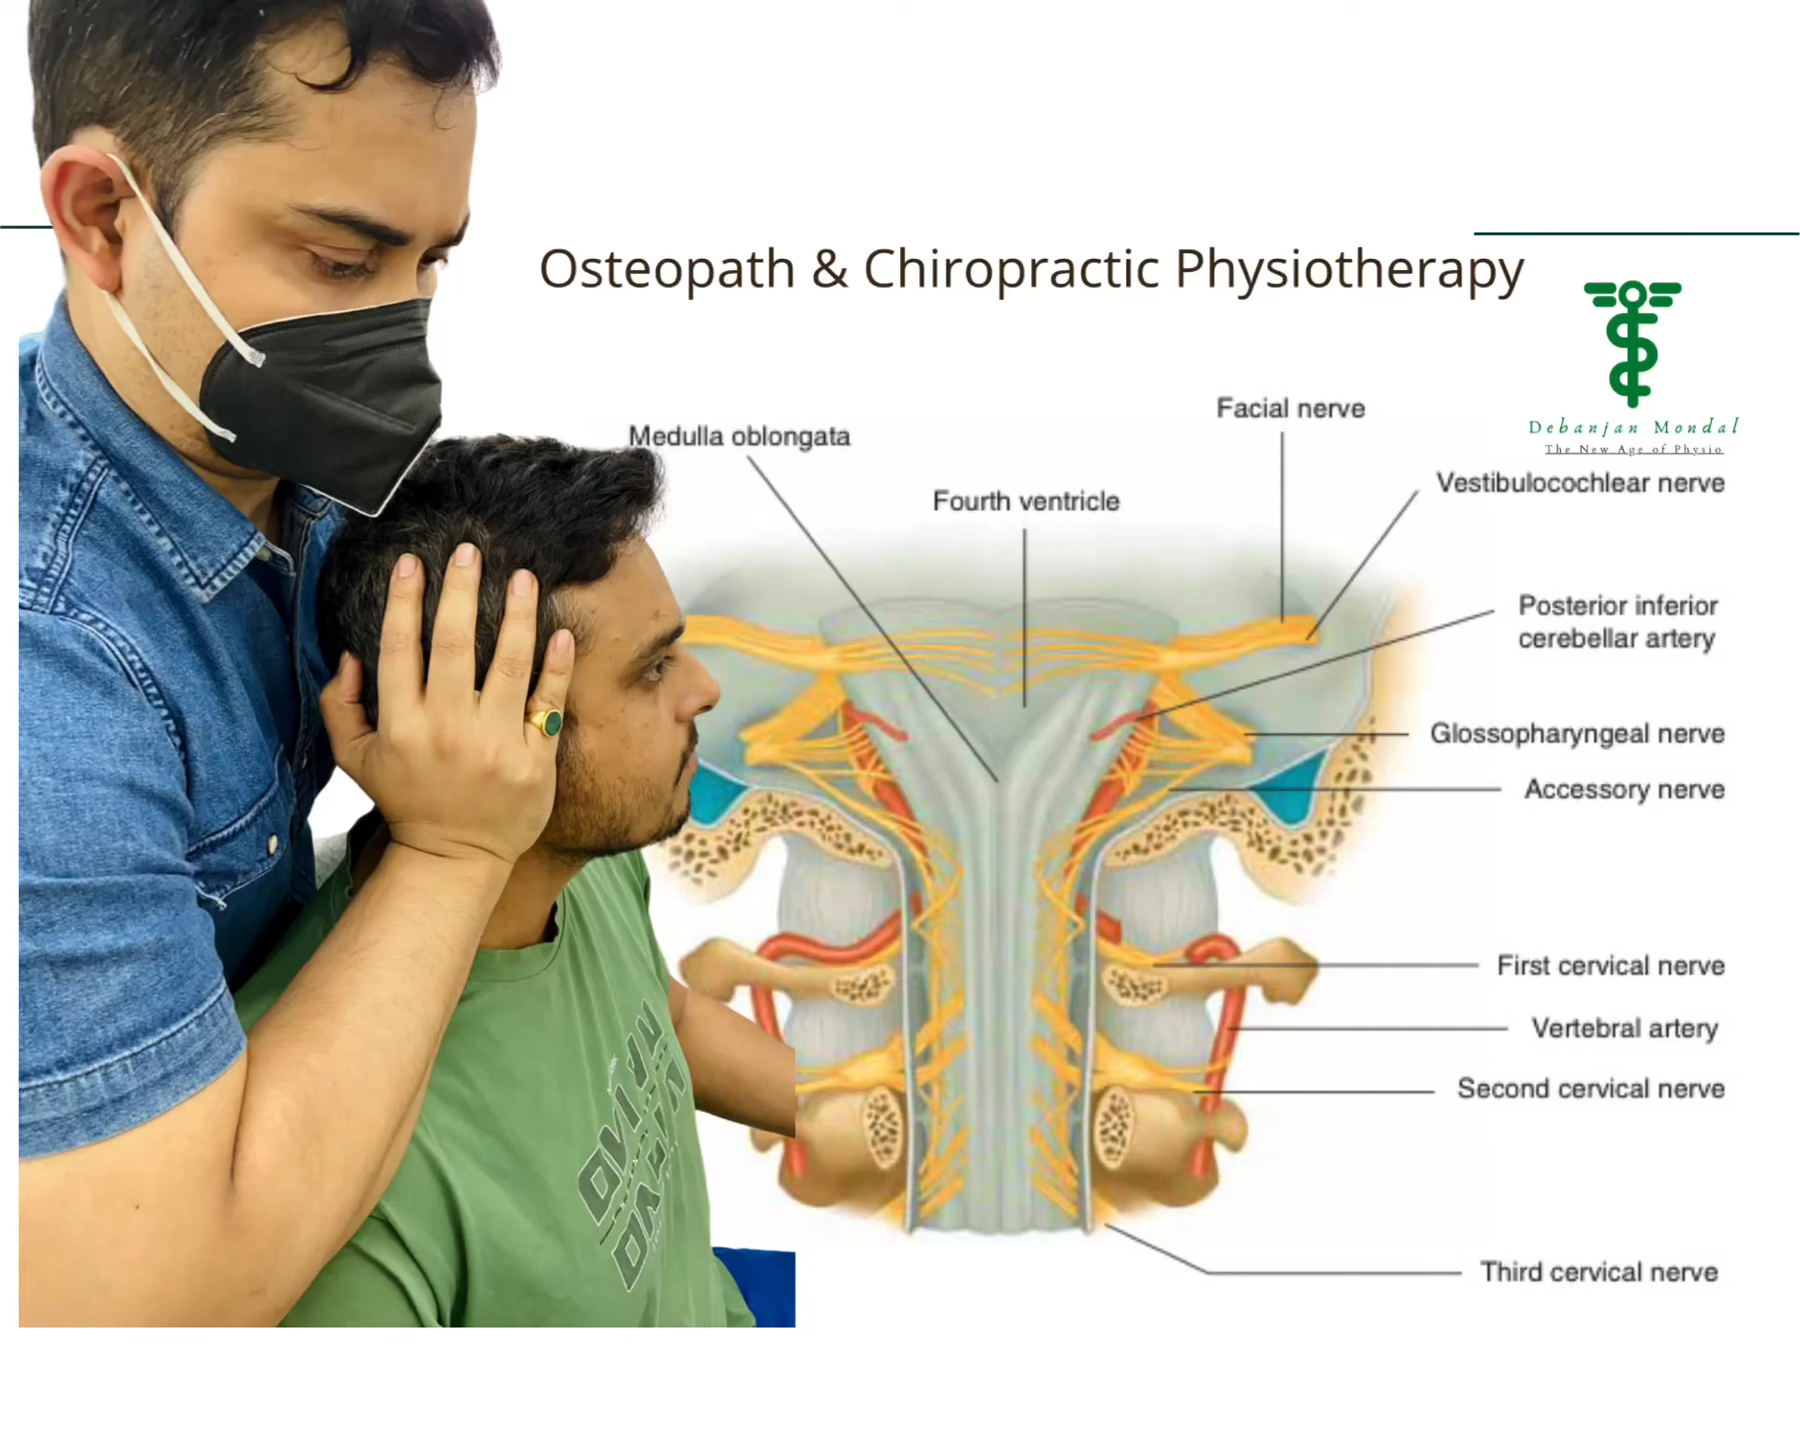 Osteopath & Chiropractic Physiotherapy
Debanjan Mondal
The New Age of Physio
Facial nerve
Medulla oblongata
Vestibulocochlear nerve
Fourth ventricle
Posterior inferior
cerebellar artery
Glossopharyngeal nerve
Accessory nerve
First cervical nerve
Vertebral artery
Second cervical nerve
Third cervical nerve